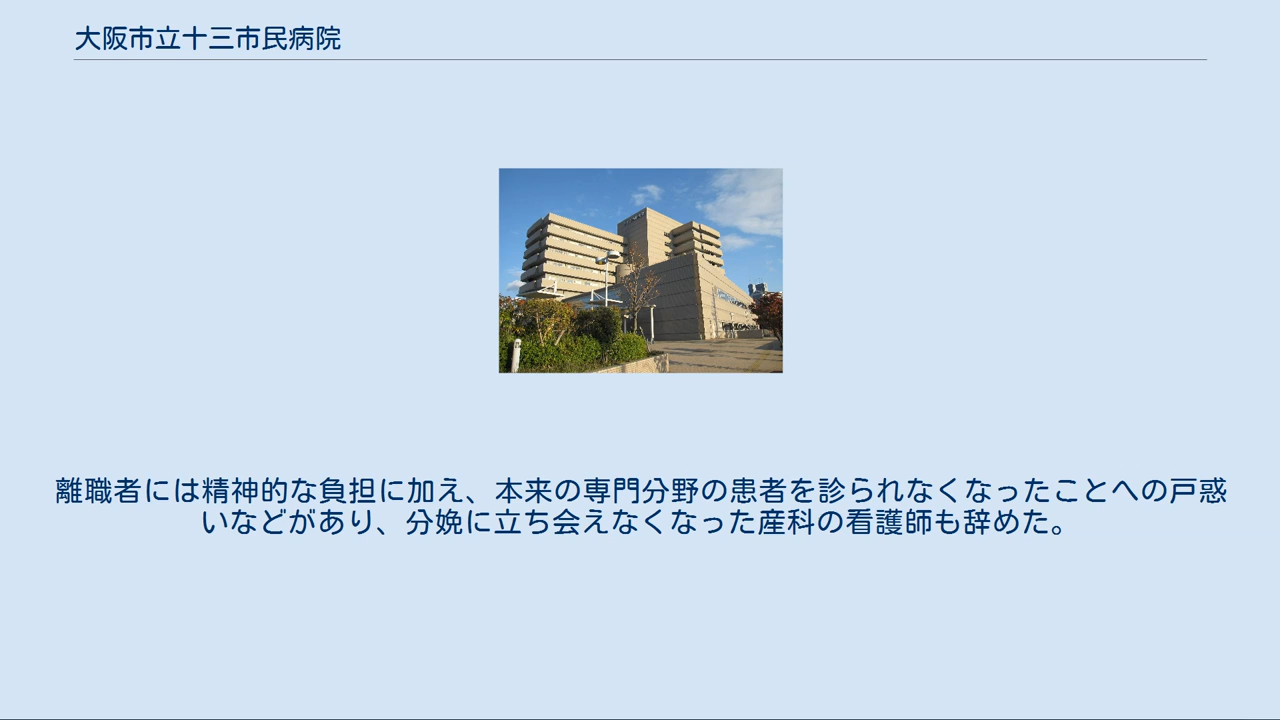 大阪市立十三市民病院
離職者には精神的な負担に加え、本来の専門分野の患者を診られなくなったことへの戸惑
いなどがあり、分娩に立ち会えなくなった産科の看護師も辞めた。